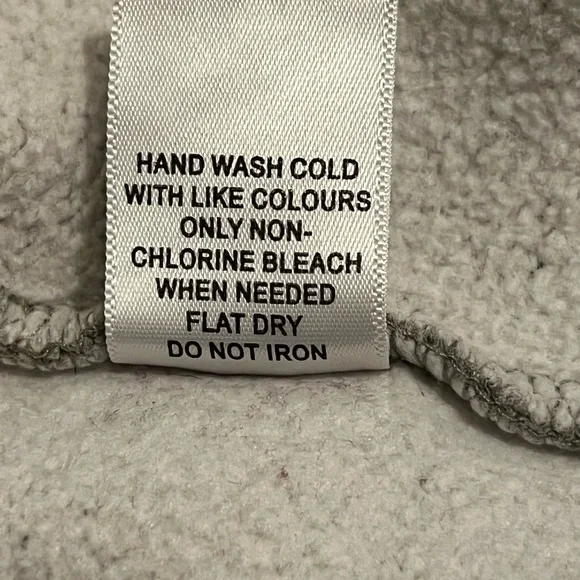 HAND WASH COLD
WITH LIKE COLOURS
ONLY NON-
CHLORINE BLEACH
WHEN NEEDED
FLAT DRY
DO NOT IRON